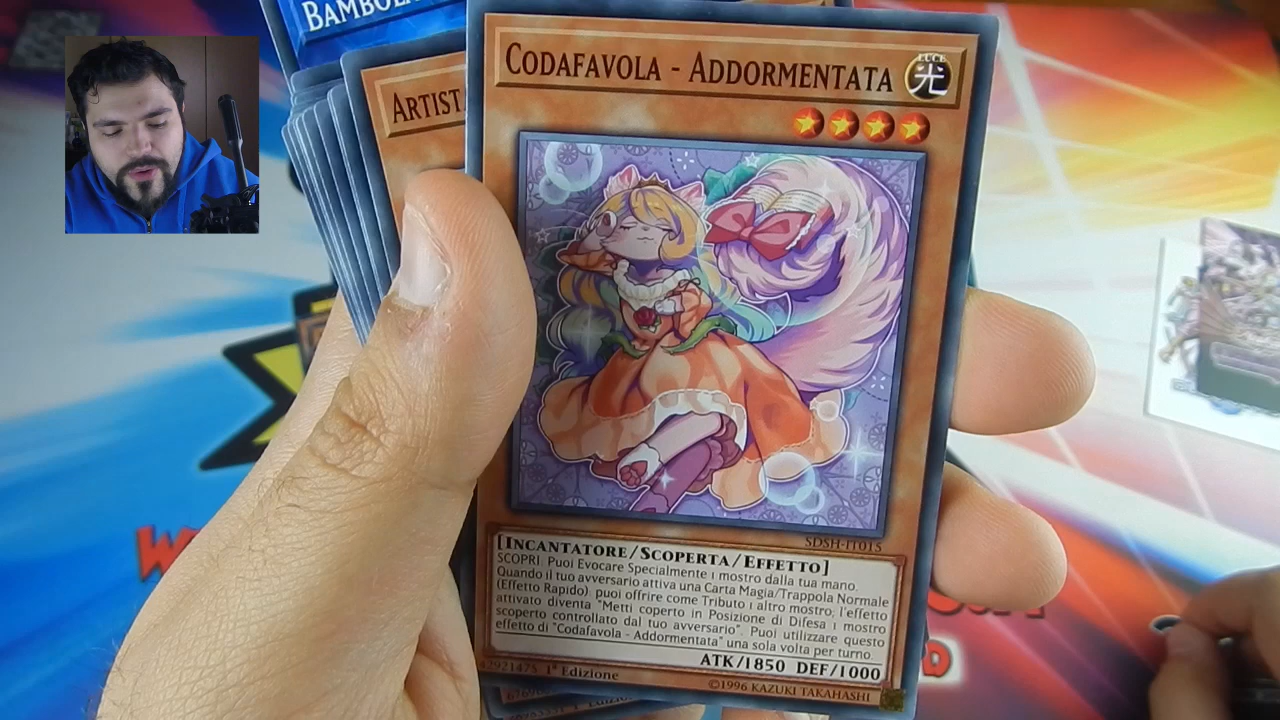 BAMBOLA
ARTIST
CODAFAVOLA - ADDORMENTATA
LUCE
光
SDSH-IT015
[INCANTATORE/SCOPERTA/EFFETTO]
SCOPRI: Puoi Evocare Specialmente 1 mostro dalla tua mano.
Quando il tuo avversario attiva una Carta Magia/Trappola Normale
(Effetto Rapido): puoi offrire come Tributo 1 altro mostro; l'effetto
attivato diventa "Metti coperto in Posizione di Difesa 1 mostro
scoperto controllato dal tuo avversario". Puoi utilizzare questo
effetto di "Codafavola - Addormentata" una sola volta per turno.
ATK/1850 DEF/1000
42921475 1ª Edizione
©1996 KAZUKI TAKAHASHI